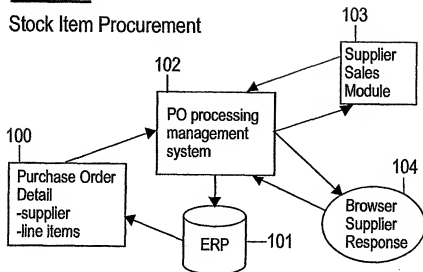 Stock Item Procurement
103
102
Supplier
Sales
Module
PO processing
management
system
100
Purchase Order
Detail
-supplier
-line items
104
Browser
Supplier
Response
ERP
101